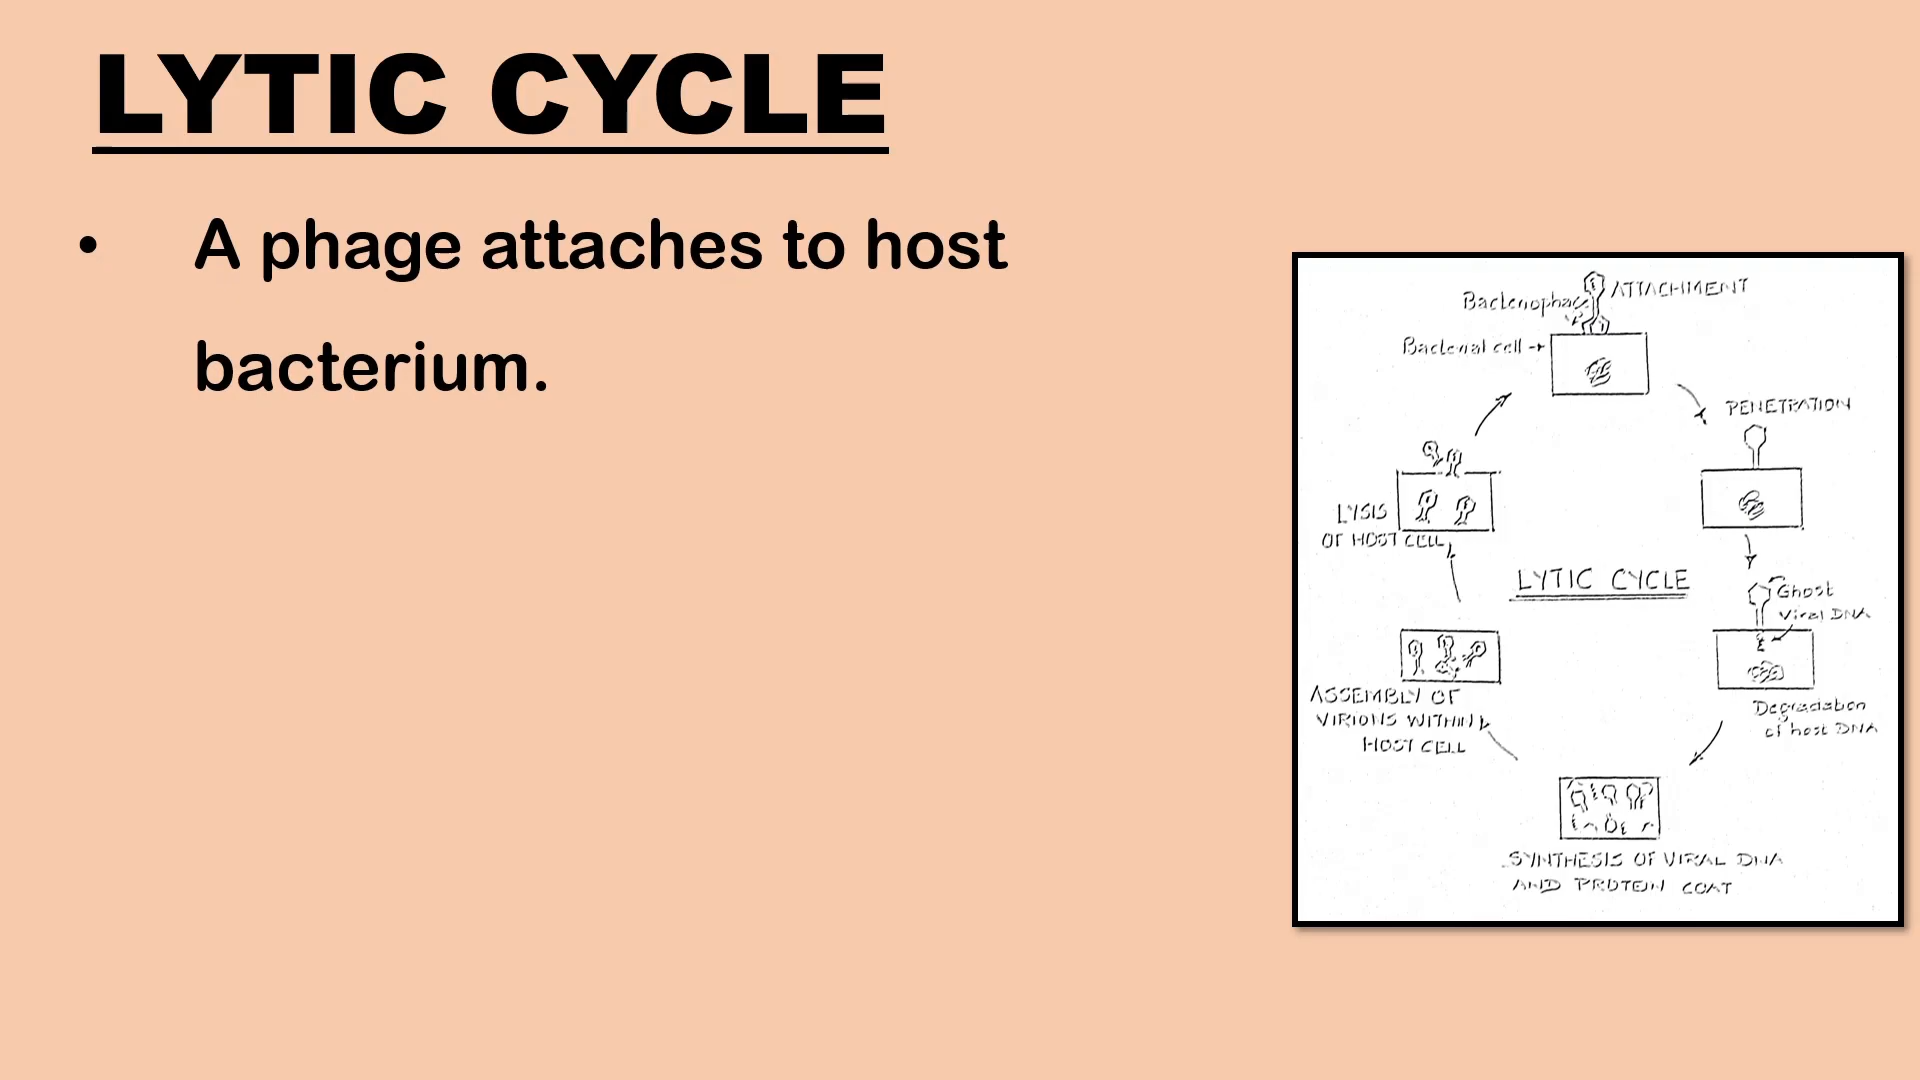 LYTIC CYCLE
• A phage attaches to host
bacterium.
ATTACHMENT
Bacteriophage
Bacterial cell
PENETRATION
Ghost
Viral DNA
Degradation
of host DNA
SYNTHESIS OF VIRAL DNA
AND PROTEIN COAT
ASSEMBLY OF
VIRIONS WITHIN
HOST CELL
LYSIS
OF HOST CELL
LYTIC CYCLE